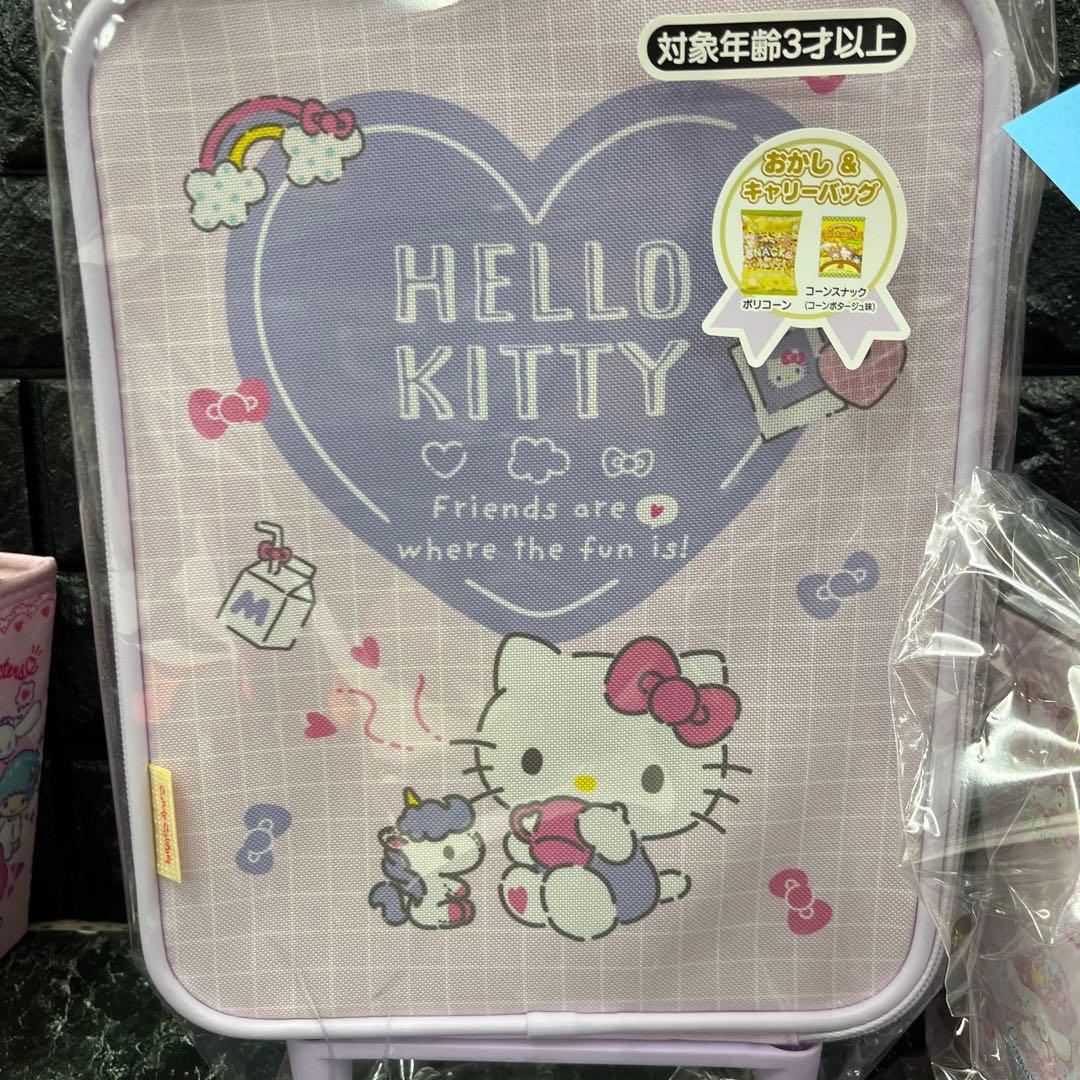 対象年齢3才以上
おかし &
キャリーバッグ
ポリコーン
コーンスナック
(コーンポタージュ味)
HELLO
KITTY
Friends are
where the fun is!
M